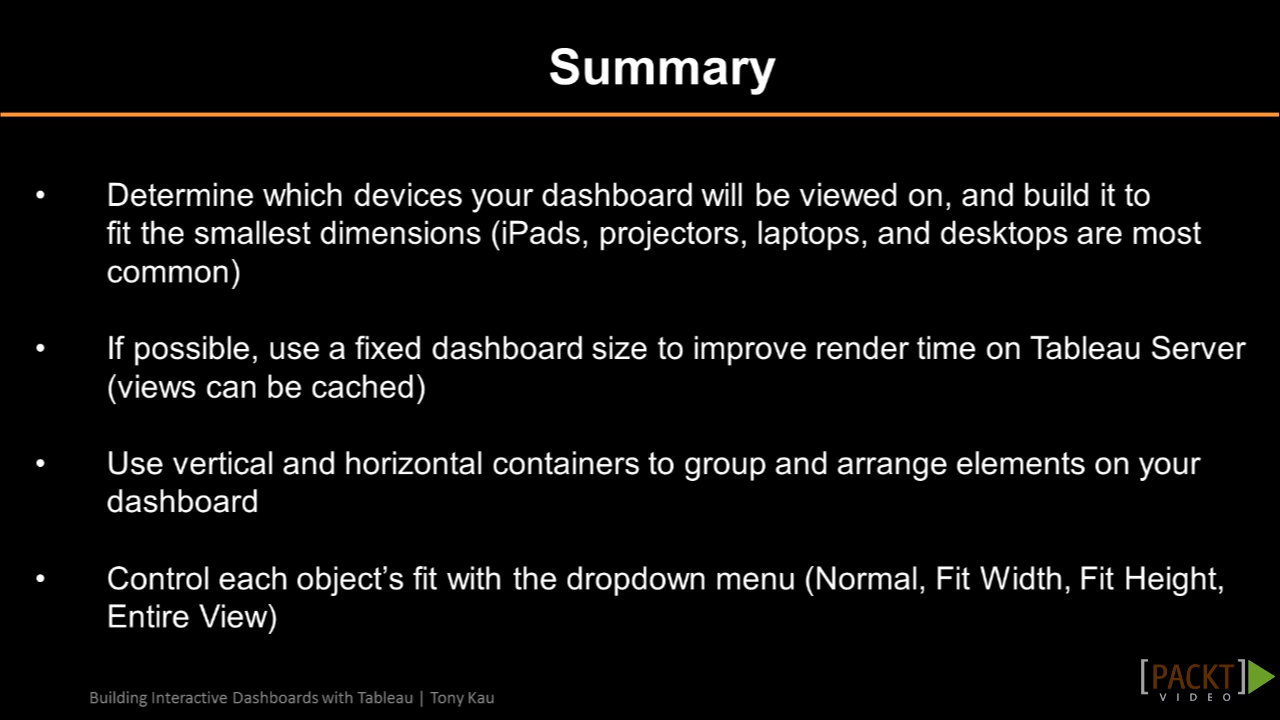 Summary
• Determine which devices your dashboard will be viewed on, and build it to
fit the smallest dimensions (iPads, projectors, laptops, and desktops are most
common)
• If possible, use a fixed dashboard size to improve render time on Tableau Server
(views can be cached)
• Use vertical and horizontal containers to group and arrange elements on your
dashboard
• Control each object’s fit with the dropdown menu (Normal, Fit Width, Fit Height,
Entire View)
Building Interactive Dashboards with Tableau | Tony Kau
[PACKT]
VIDEO